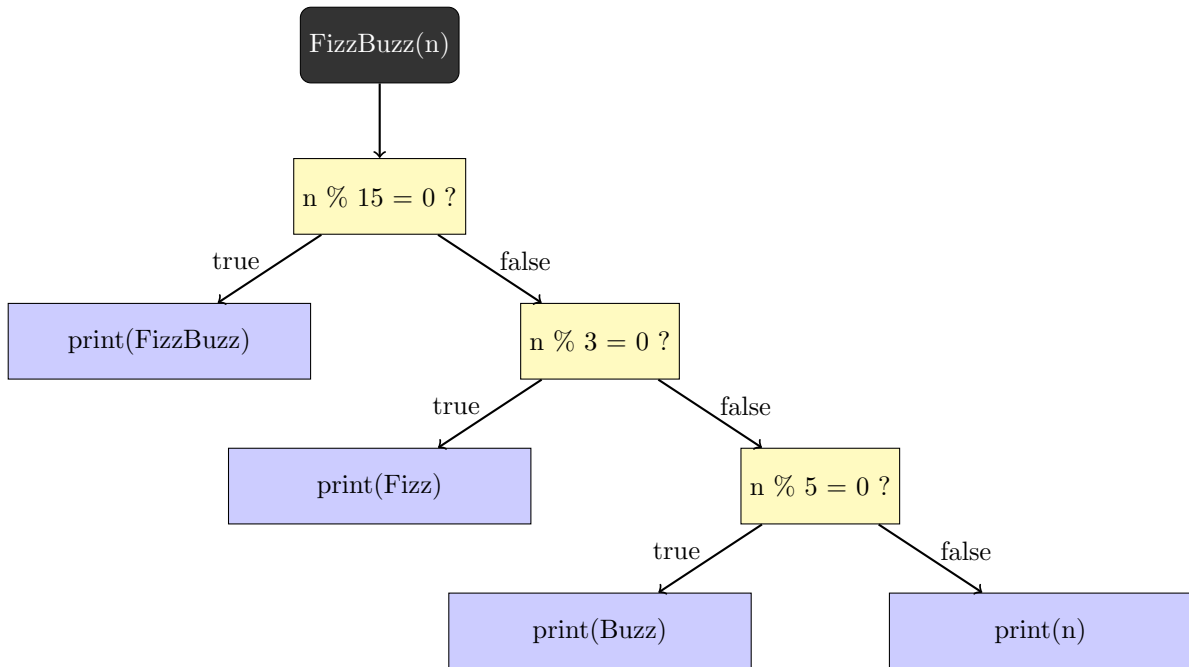 FizzBuzz(n)
n % 15 = 0 ?
true
false
print(FizzBuzz)
n % 3 = 0 ?
true
false
print(Fizz)
n % 5 = 0 ?
true
false
print(Buzz)
print(n)